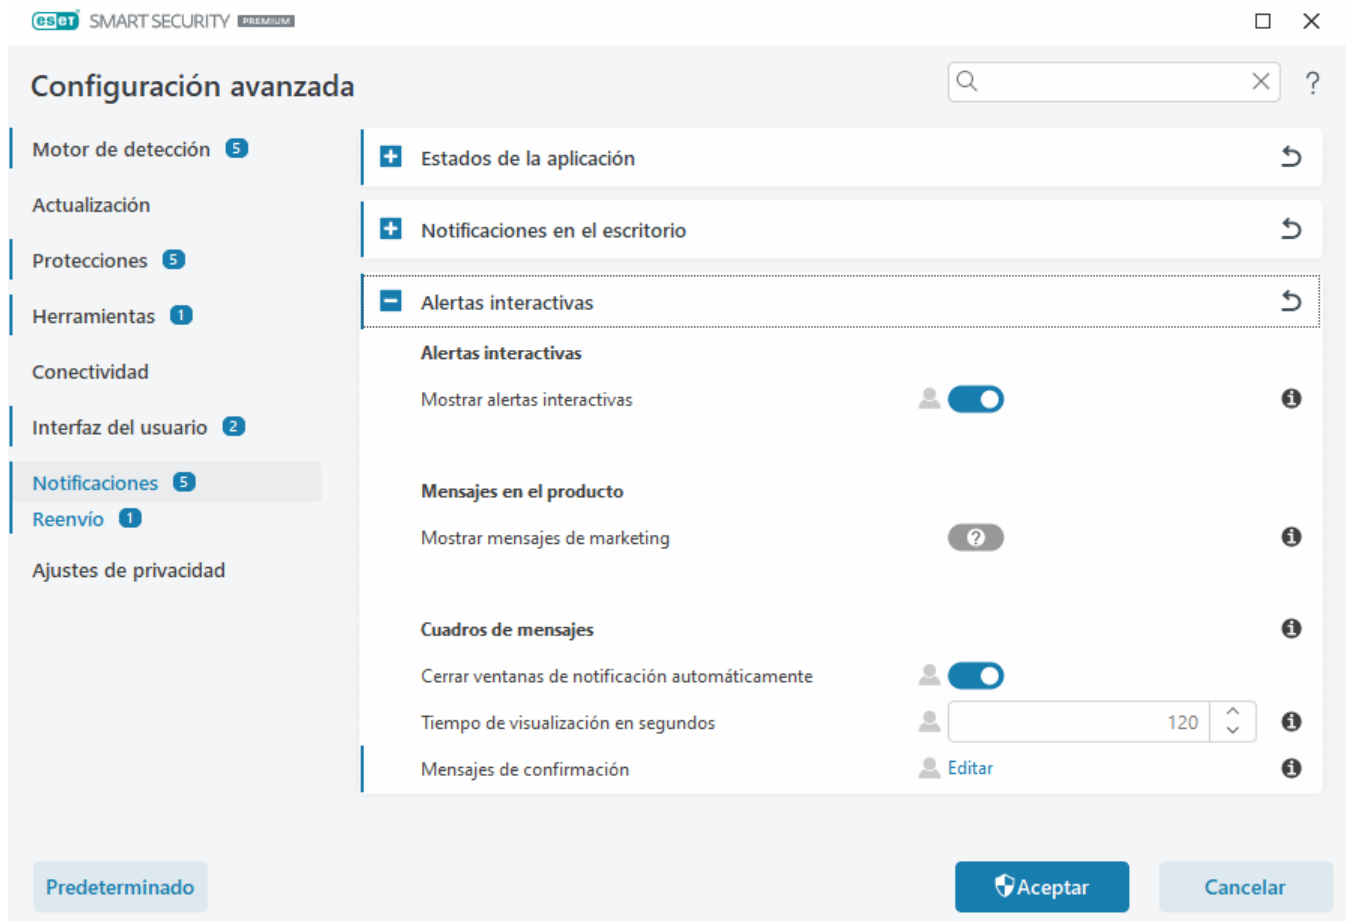 eset SMART SECURITY PREMIUM
Configuración avanzada
?
Motor de detección 5
Actualización
Protecciones 5
Herramientas 1
Conectividad
Interfaz del usuario 2
Notificaciones 5
Reenvío 1
Ajustes de privacidad
Estados de la aplicación
Notificaciones en el escritorio
Alertas interactivas
Alertas interactivas
Mostrar alertas interactivas
Mensajes en el producto
Mostrar mensajes de marketing ?
Cuadros de mensajes
Cerrar ventanas de notificación automáticamente
Tiempo de visualización en segundos 120
Mensajes de confirmación Editar
Predeterminado
Aceptar
Cancelar